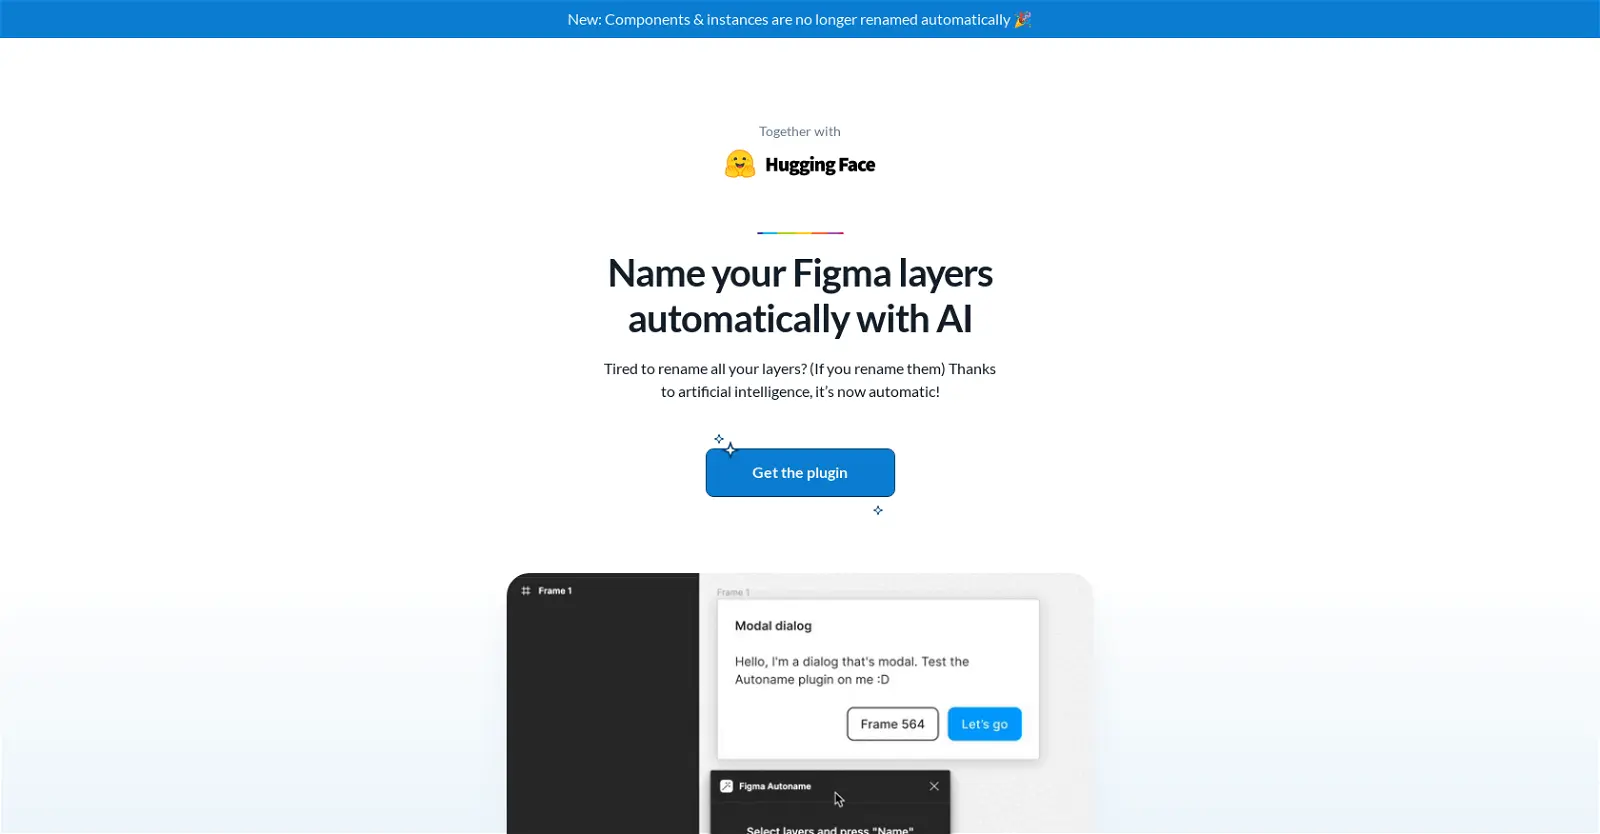 New: Components & instances are no longer renamed automatically 🎉
Together with
Hugging Face
Name your Figma layers
automatically with AI
Tired to rename all your layers? (If you rename them) Thanks
to artificial intelligence, it’s now automatic!
Get the plugin
Frame 1
Frame 1
Modal dialog
Hello, I'm a dialog that's modal. Test the
Autoname plugin on me :D
Frame 564
Let's go
Figma Autoname
Select layers and press "Name"